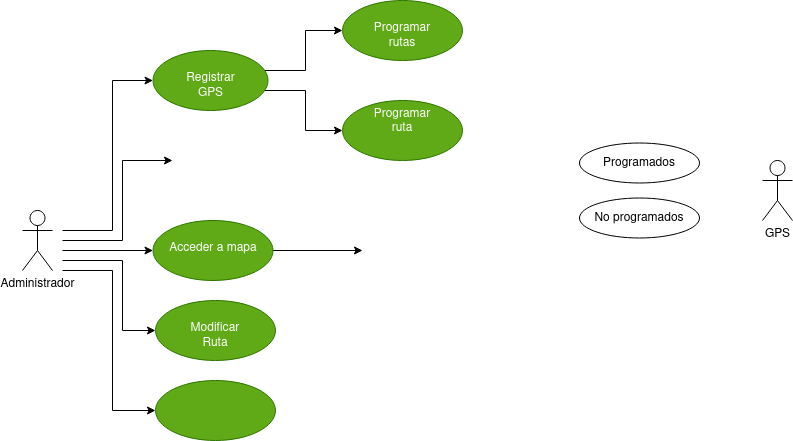 Programar
rutas
Registrar
GPS
Programar
ruta
Programados
No programados
GPS
Acceder a mapa
Administrador
Modificar
Ruta